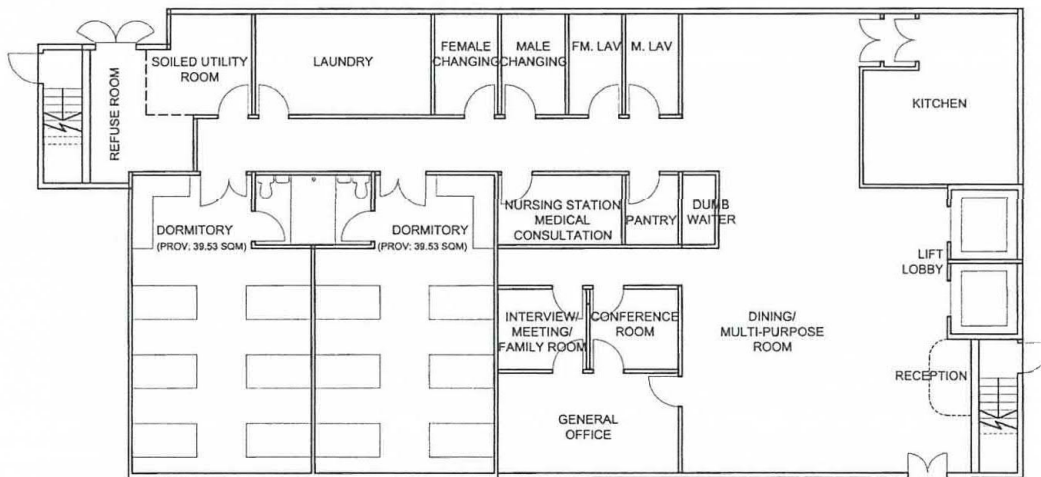 SOILED UTILITY
ROOM
LAUNDRY
FEMALE
CHANGING
MALE
CHANGING
FM. LAV
M. LAV
KITCHEN
REFUSE ROOM
DORMITORY
(PROV: 39.53 SQM)
DORMITORY
(PROV: 39.53 SQM)
NURSING STATION
MEDICAL
CONSULTATION
PANTRY
DUMB
WAITER
LIFT
LOBBY
INTERVIEW/
MEETING/
FAMILY ROOM
CONFERENCE
ROOM
DINING/
MULTI-PURPOSE
ROOM
RECEPTION
GENERAL
OFFICE